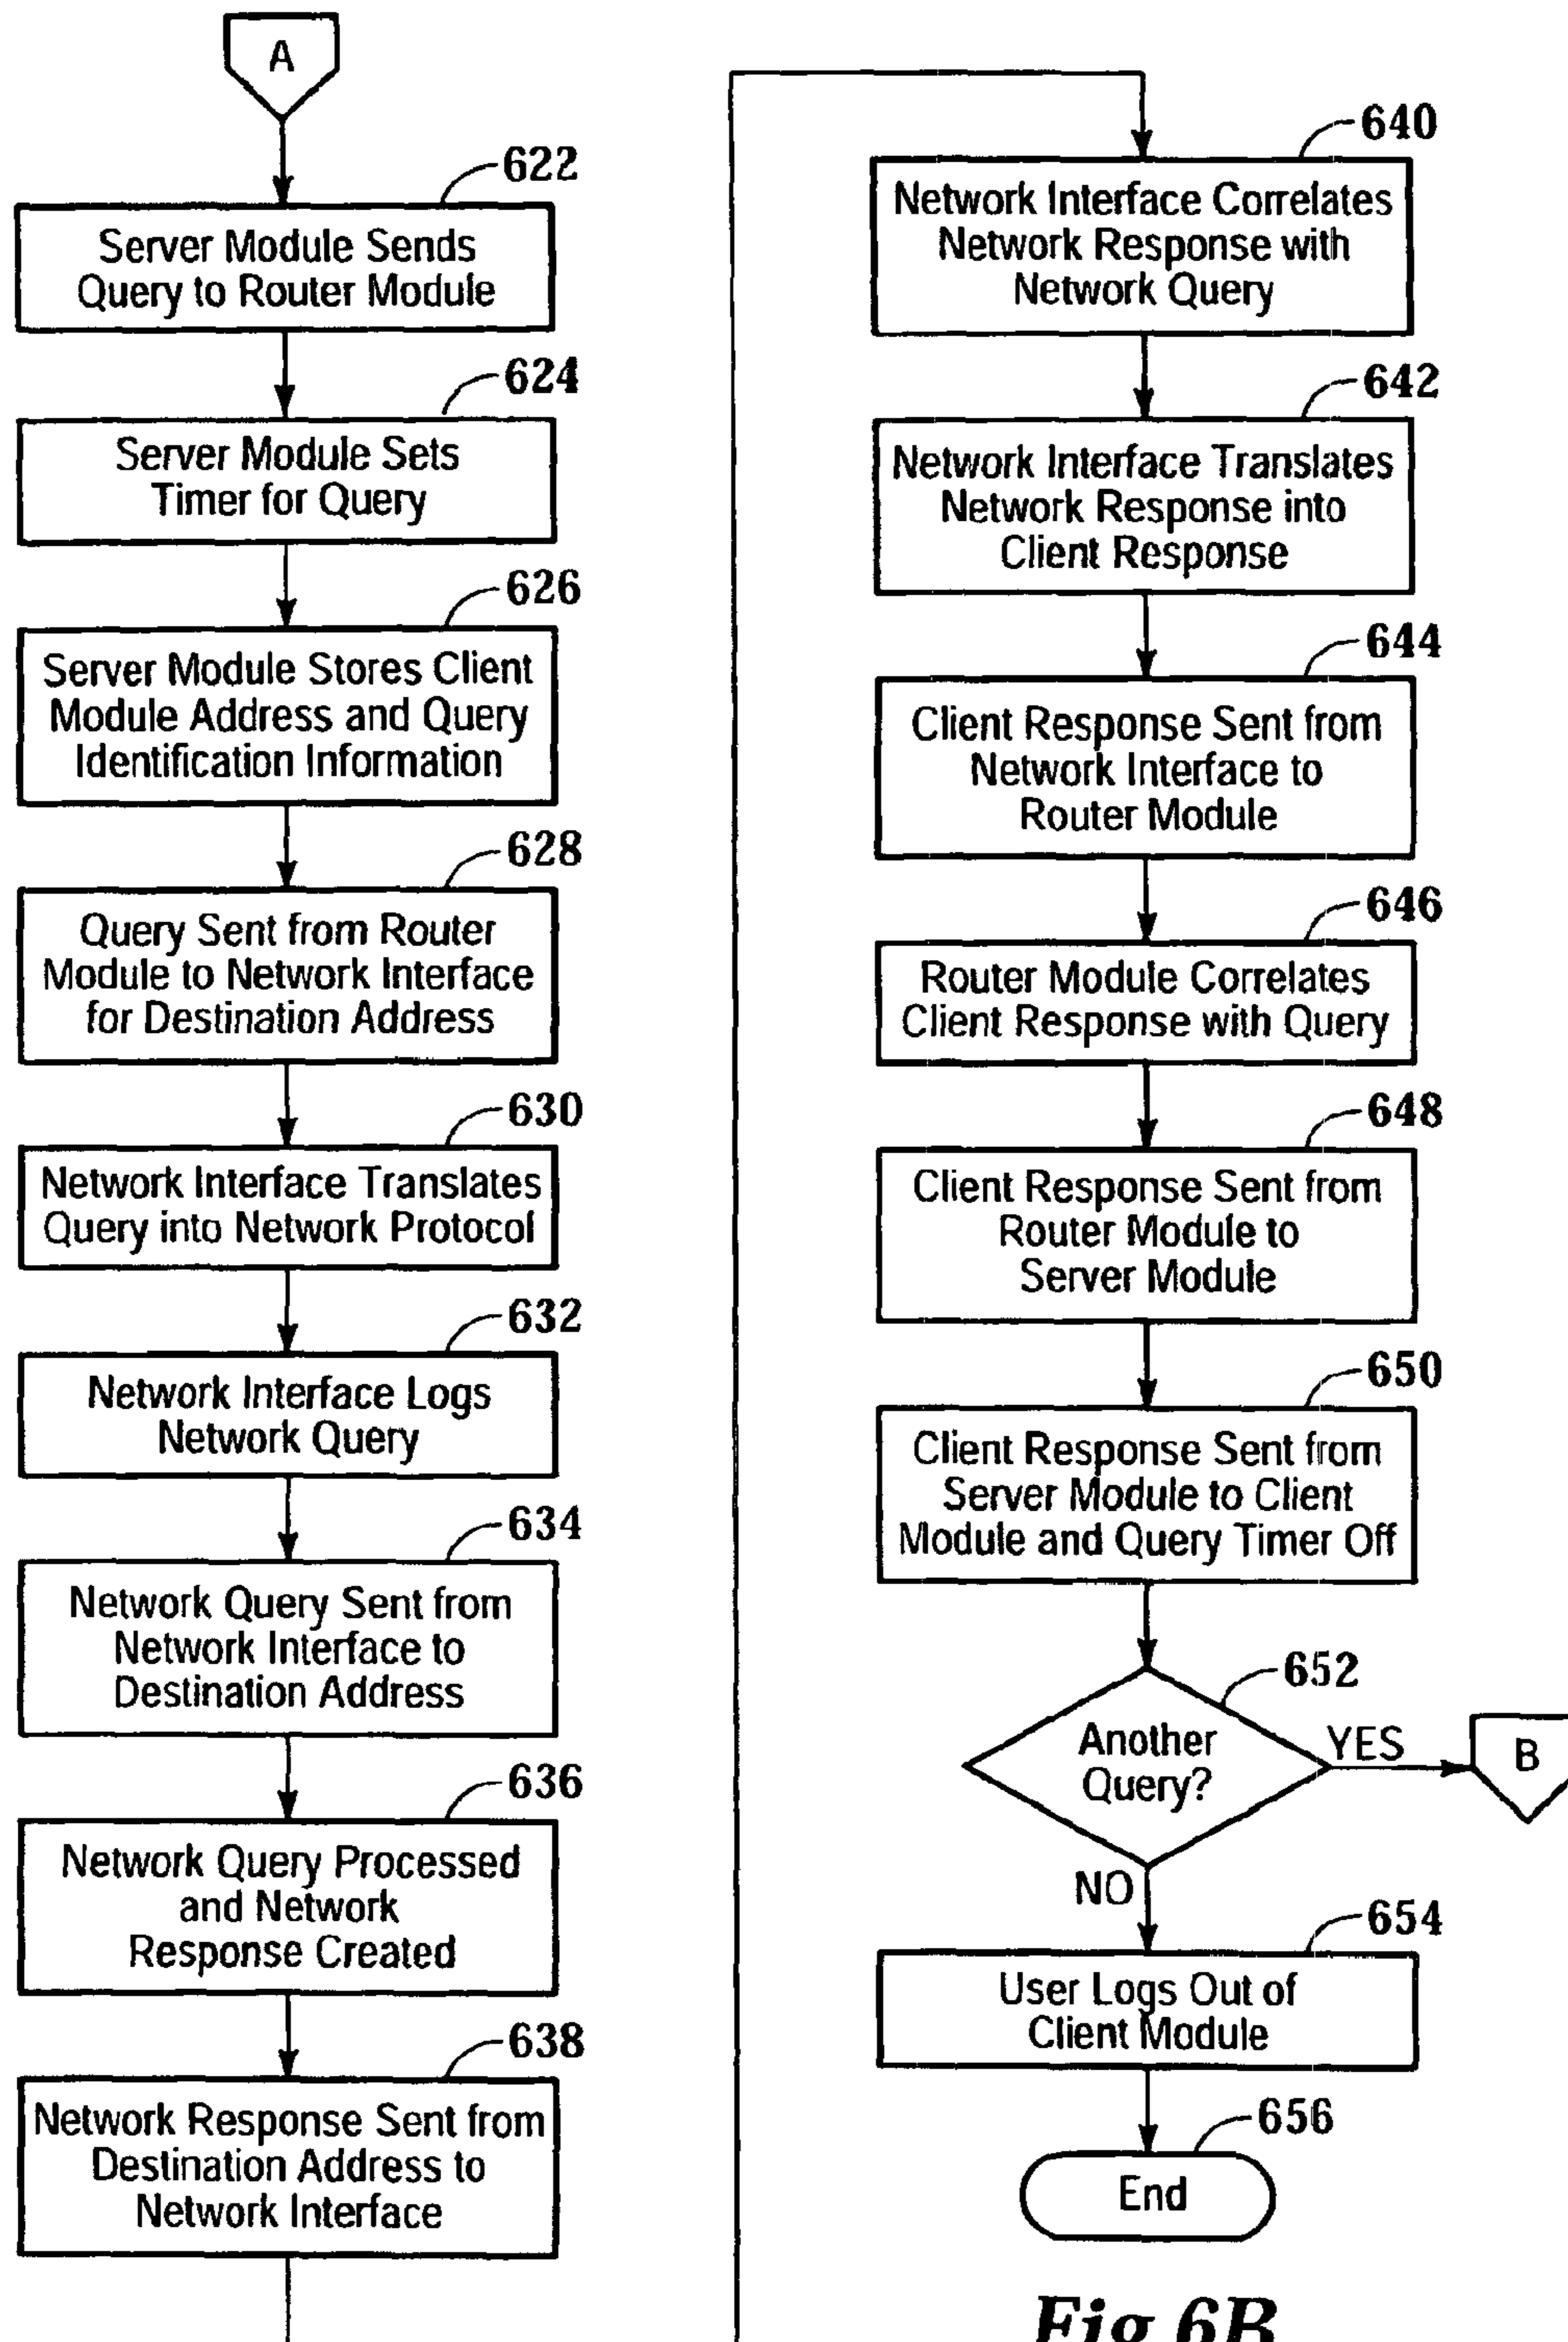 A
622
Server Module Sends
Query to Router Module
624
Server Module Sets
Timer for Query
626
Server Module Stores Client
Module Address and Query
Identification Information
628
Query Sent from Router
Module to Network Interface
for Destination Address
630
Network Interface Translates
Query into Network Protocol
632
Network Interface Logs
Network Query
634
Network Query Sent from
Network Interface to
Destination Address
636
Network Query Processed
and Network
Response Created
638
Network Response Sent from
Destination Address to
Network Interface
640
Network Interface Correlates
Network Response with
Network Query
642
Network Interface Translates
Network Response into
Client Response
644
Client Response Sent from
Network Interface to
Router Module
646
Router Module Correlates
Client Response with Query
648
Client Response Sent from
Router Module to
Server Module
650
Client Response Sent from
Server Module to Client
Module and Query Timer Off
652
Another
Query?
YES
B
NO
654
User Logs Out of
Client Module
656
End
Fig 6B